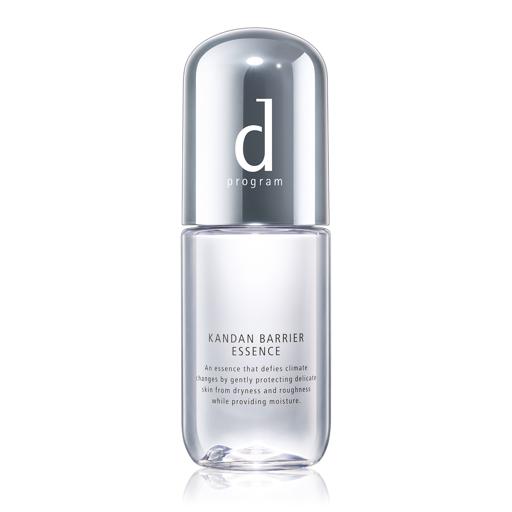 d
program
KANDAN BARRIER
ESSENCE
An essence that defies climate
changes by gently protecting delicate
skin from dryness and roughness
while providing moisture.